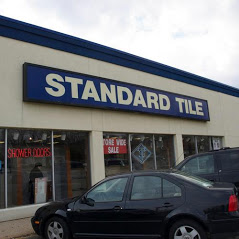 STANDARD TILE
STORE WIDE
SALE
SHOWER DOORS